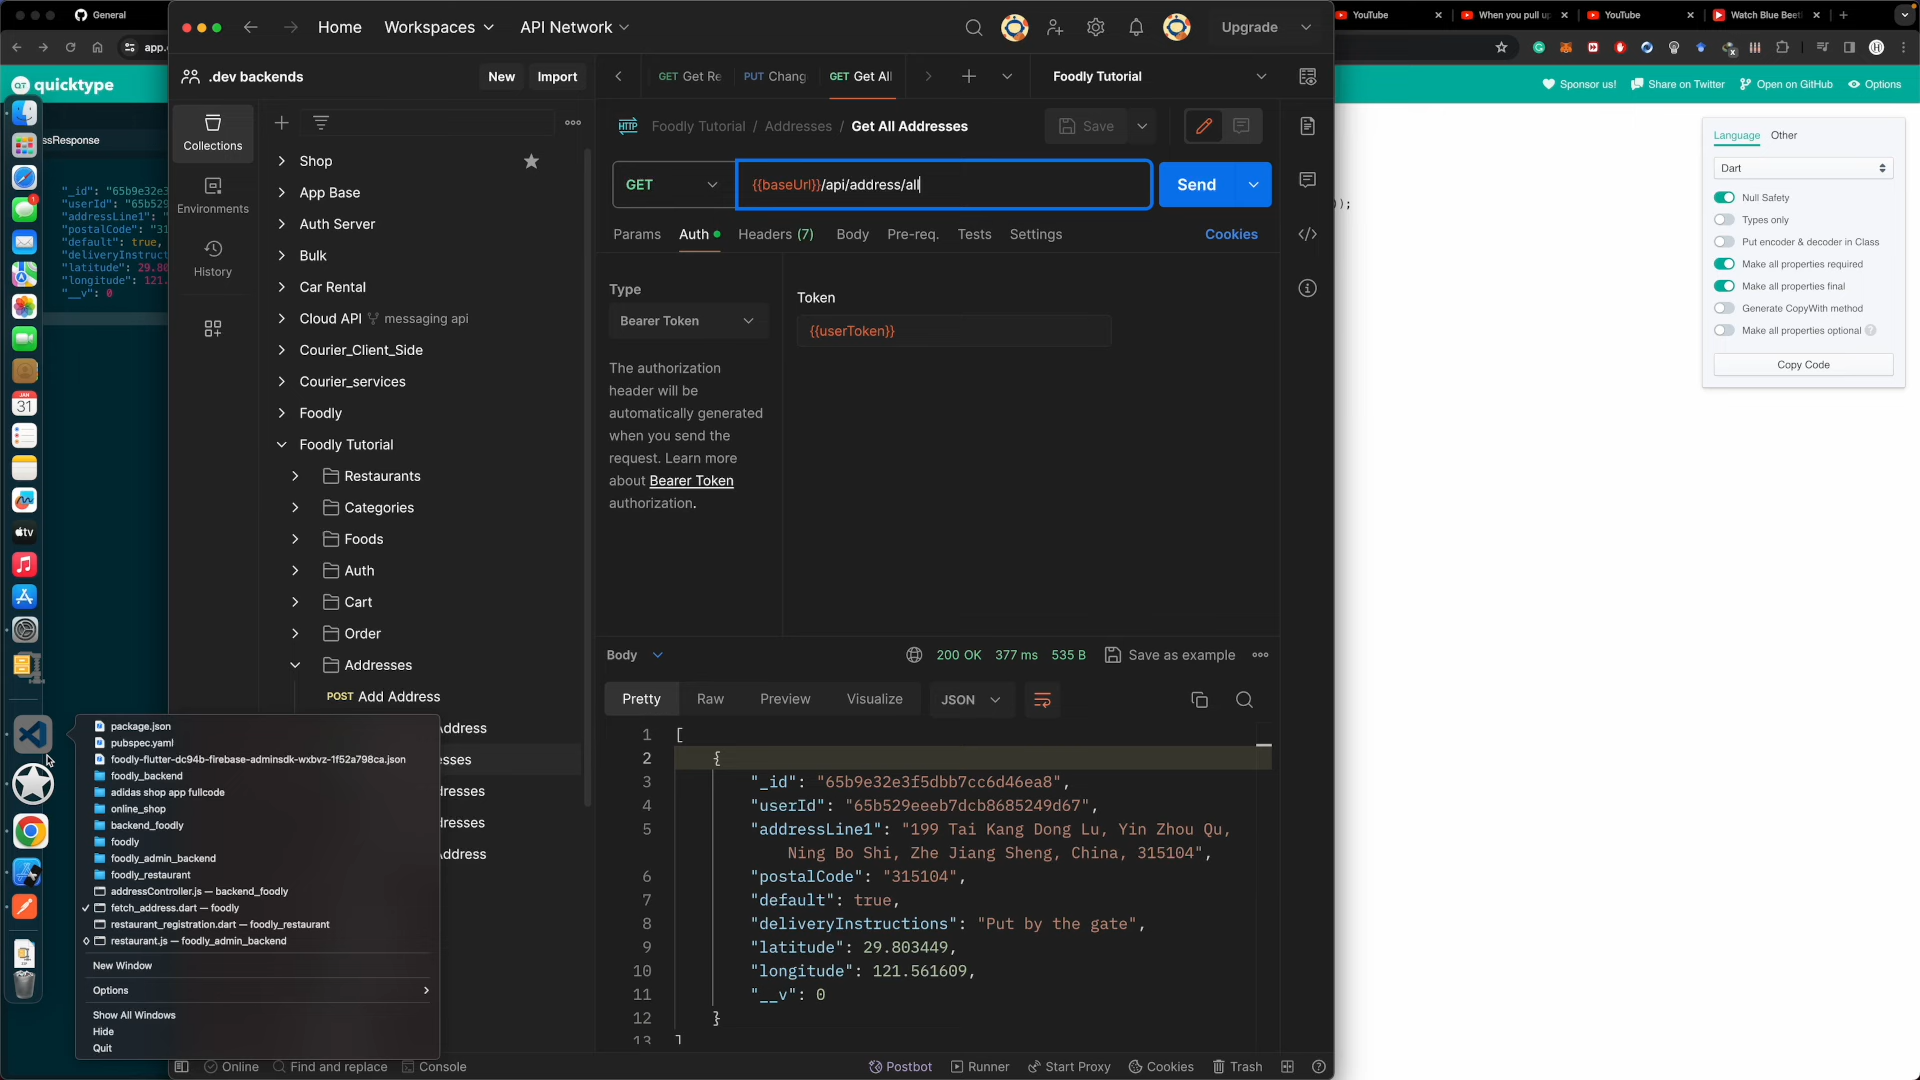 General
app.
YouTube
When you pull up
YouTube
Watch Blue Beet
quicktype
Sponsor us!
Share on Twitter
Open on GitHub
Options
ssResponse
"_id": "65b9e32e3
"userId": "65b529
"addressLine1":
"postalCode": "31
"default": true,
"deliveryInstruct
"latitude": 29.80
"longitude": 121.
"__v": 0
Home
Workspaces
API Network
Upgrade
.dev backends
New
Import
GET Get Re
PUT Chang
GET Get All
Foodly Tutorial
Collections
Environments
History
Shop
App Base
Auth Server
Bulk
Car Rental
Cloud API messaging api
Courier_Client_Side
Courier_services
Foodly
Foodly Tutorial
Restaurants
Categories
Foods
Auth
Cart
Order
Addresses
POST Add Address
Address
esses
dresses
dresses
Address
HTTP Foodly Tutorial / Addresses / Get All Addresses
Save
GET
{{baseUrl}}/api/address/all
Send
Params
Auth
Headers (7)
Body
Pre-req.
Tests
Settings
Cookies
Type
Bearer Token
The authorization
header will be
automatically generated
when you send the
request. Learn more
about Bearer Token
authorization.
Token
{{userToken}}
Body
200 OK 377 ms 535 B
Save as example
Pretty
Raw
Preview
Visualize
JSON
1 [
2 {
3 "_id": "65b9e32e3f5dbb7cc6d46ea8",
4 "userId": "65b529eeeb7dcb8685249d67",
5 "addressLine1": "199 Tai Kang Dong Lu, Yin Zhou Qu,
Ning Bo Shi, Zhe Jiang Sheng, China, 315104",
6 "postalCode": "315104",
7 "default": true,
8 "deliveryInstructions": "Put by the gate",
9 "latitude": 29.803449,
10 "longitude": 121.561609,
11 "__v": 0
12 }
13 ]
Online
Find and replace
Console
Postbot
Runner
Start Proxy
Cookies
Trash
JAN
31
tv
package.json
pubspec.yaml
foodly-flutter-dc94b-firebase-adminsdk-wxbvz-1f52a798ca.json
foodly_backend
adidas shop app fullcode
online_shop
backend_foodly
foodly
foodly_admin_backend
foodly_restaurant
addressController.js — backend_foodly
fetch_address.dart — foodly
restaurant_registration.dart — foodly_restaurant
restaurant.js — foodly_admin_backend
New Window
Options
Show All Windows
Hide
Quit
));
Language
Other
Dart
Null Safety
Types only
Put encoder & decoder in Class
Make all properties required
Make all properties final
Generate CopyWith method
Make all properties optional
Copy Code